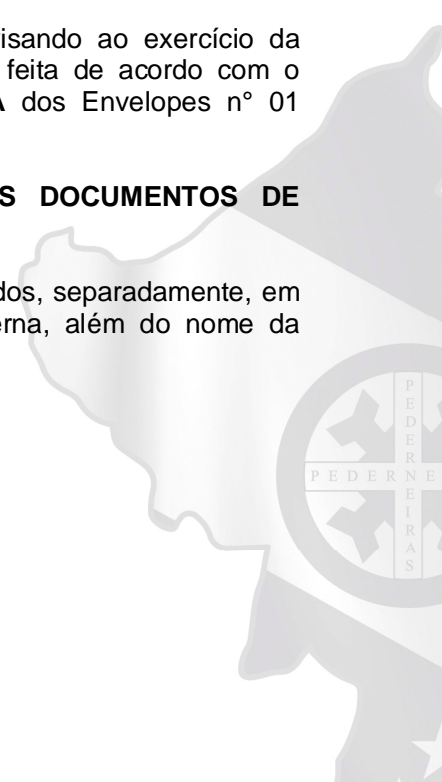 isando ao exercício da
feita de acordo com o
A dos Envelopes n° 01
S DOCUMENTOS DE
dos, separadamente, em
erna, além do nome da
PEDERNEIRAS
PEDERNE